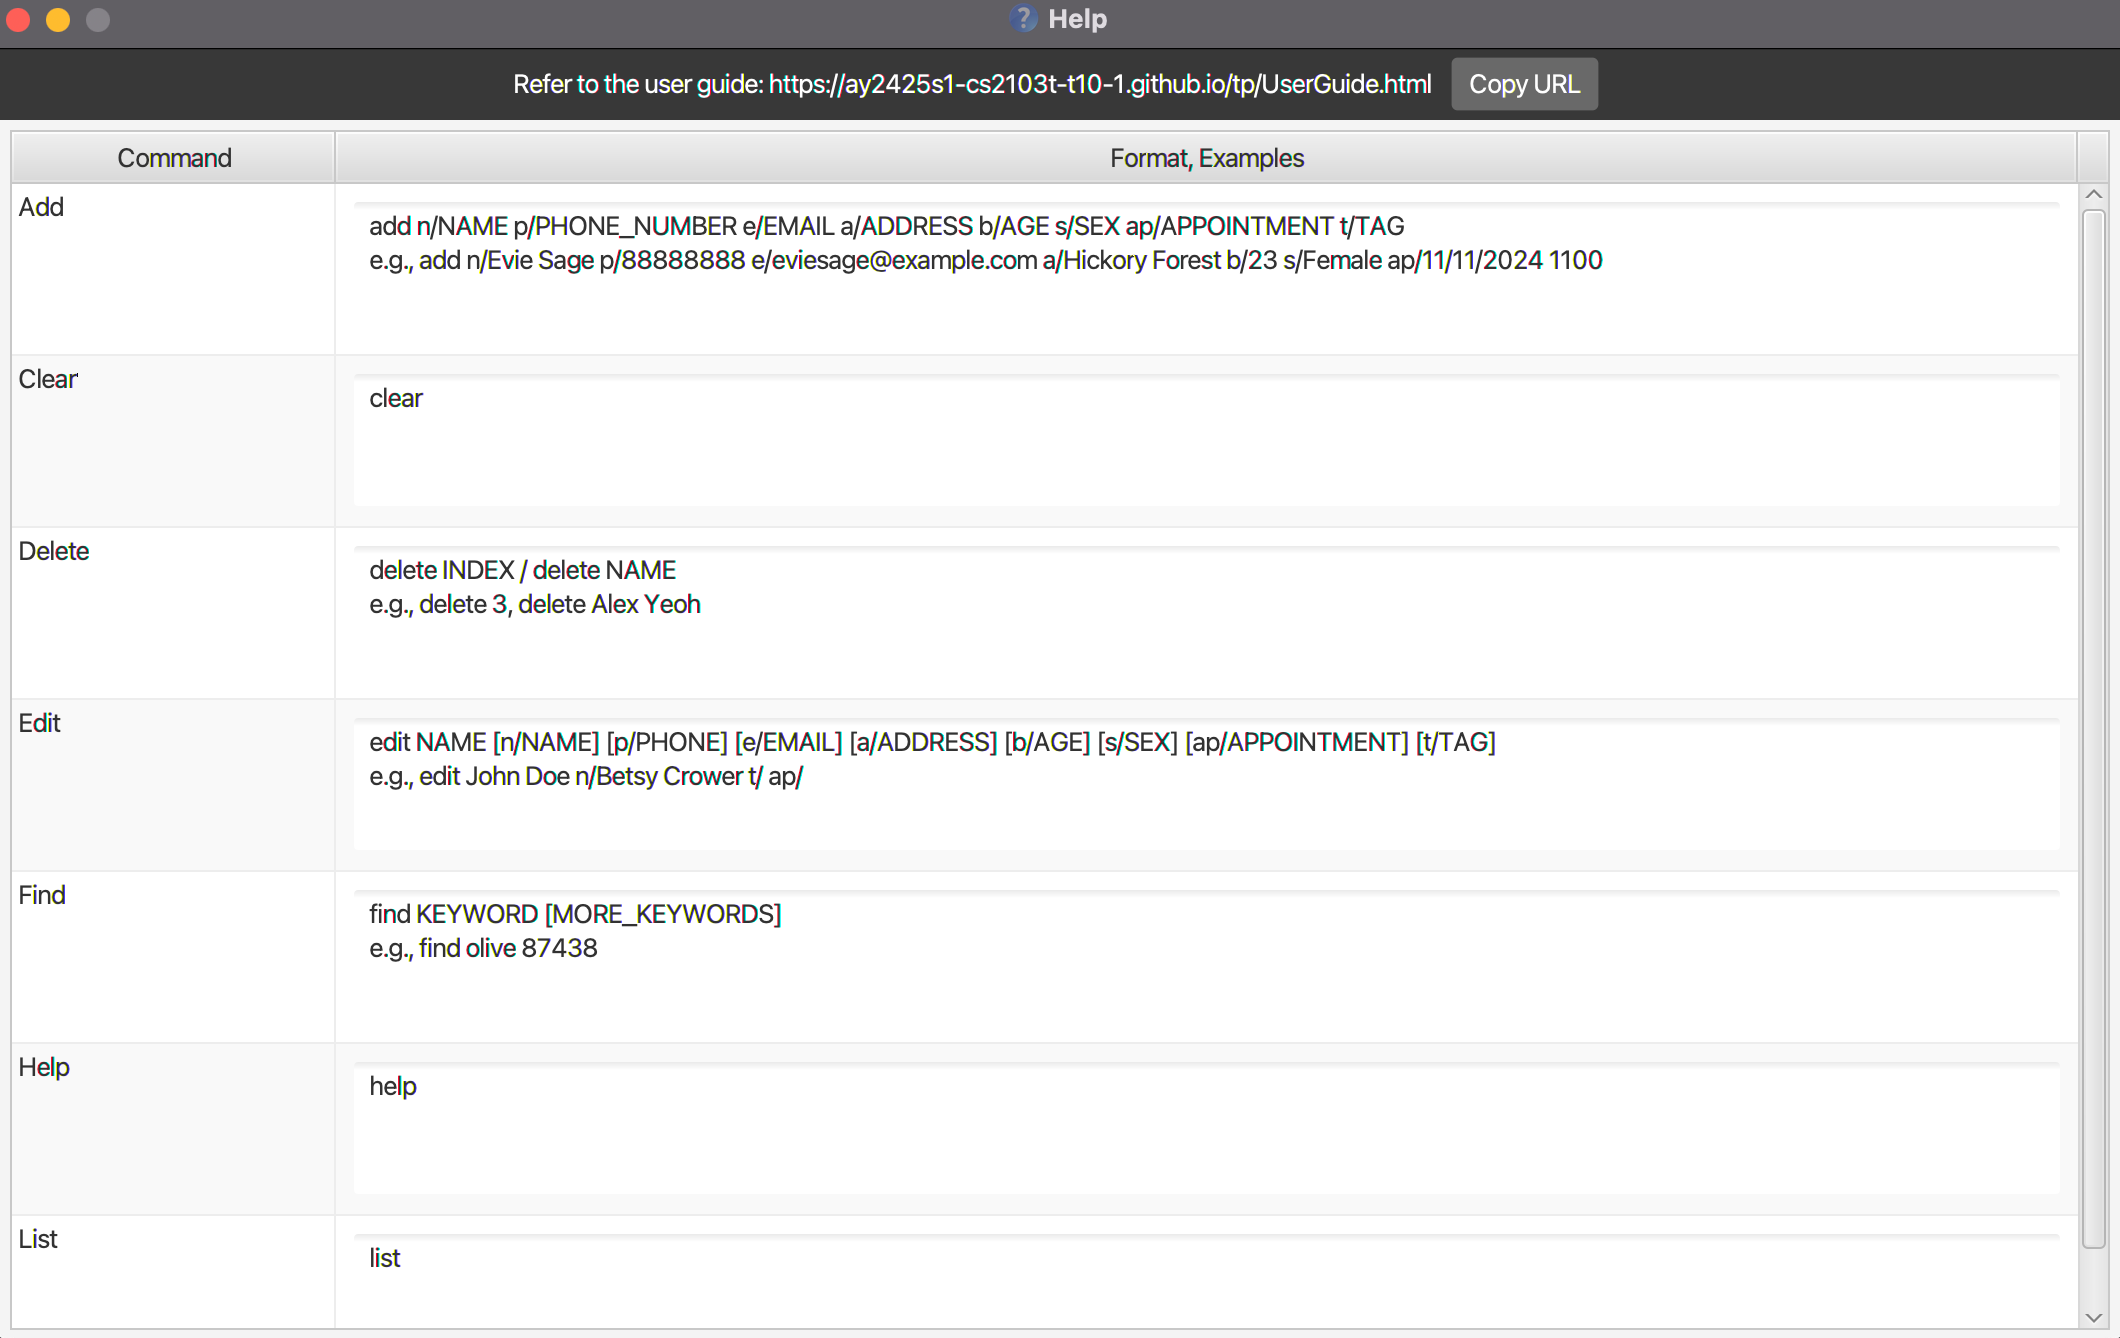 Help
Refer to the user guide: https://ay2425s1-cs2103t-t10-1.github.io/tp/UserGuide.html Copy URL
Command Format, Examples
Add
add n/NAME p/PHONE_NUMBER e/EMAIL a/ADDRESS b/AGE s/SEX ap/APPOINTMENT t/TAG
e.g., add n/Evie Sage p/88888888 e/eviesage@example.com a/Hickory Forest b/23 s/Female ap/11/11/2024 1100
Clear
clear
Delete
delete INDEX / delete NAME
e.g., delete 3, delete Alex Yeoh
Edit
edit NAME [n/NAME] [p/PHONE] [e/EMAIL] [a/ADDRESS] [b/AGE] [s/SEX] [ap/APPOINTMENT] [t/TAG]
e.g., edit John Doe n/Betsy Crower t/ ap/
Find
find KEYWORD [MORE_KEYWORDS]
e.g., find olive 87438
Help
help
List
list